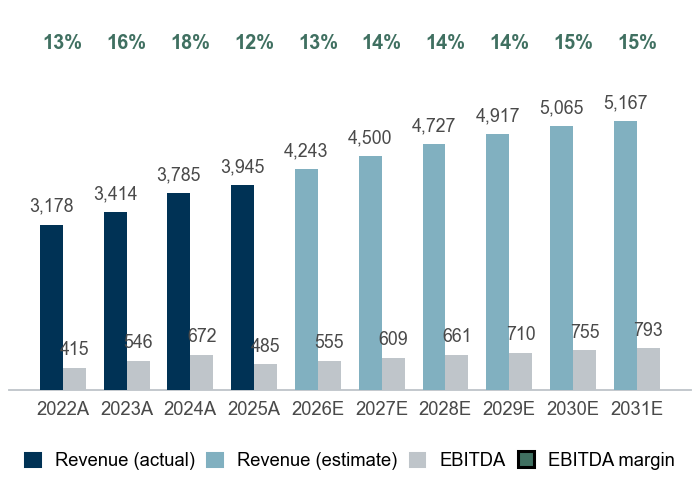 13% 16% 18% 12% 13% 14% 14% 14% 15% 15%
3,178 3,414 3,785 3,945 4,243 4,500 4,727 4,917 5,065 5,167
415 546 672 485 555 609 661 710 755 793
2022A 2023A 2024A 2025A 2026E 2027E 2028E 2029E 2030E 2031E
Revenue (actual) Revenue (estimate) EBITDA EBITDA margin